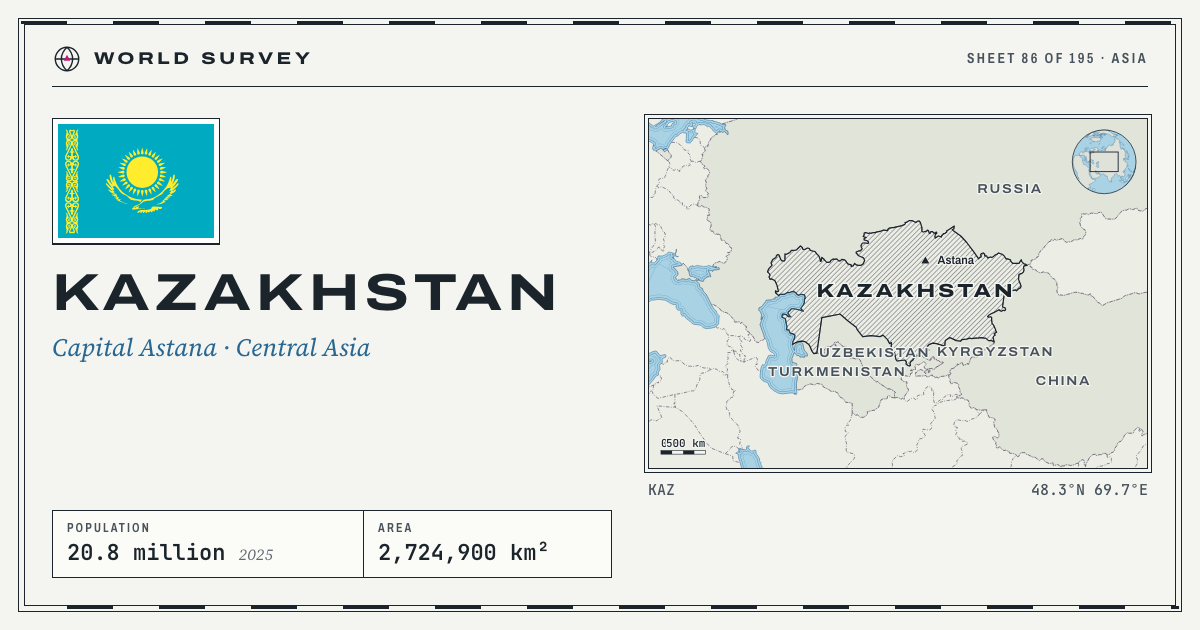 WORLD SURVEY
SHEET 86 OF 195 · ASIA
KAZAKHSTAN
Capital Astana · Central Asia
POPULATION
20.8 million 2025
AREA
2,724,900 km²
RUSSIA
Astana
KAZAKHSTAN
UZBEKISTAN
KYRGYZSTAN
TURKMENISTAN
CHINA
0500 km
KAZ
48.3°N 69.7°E